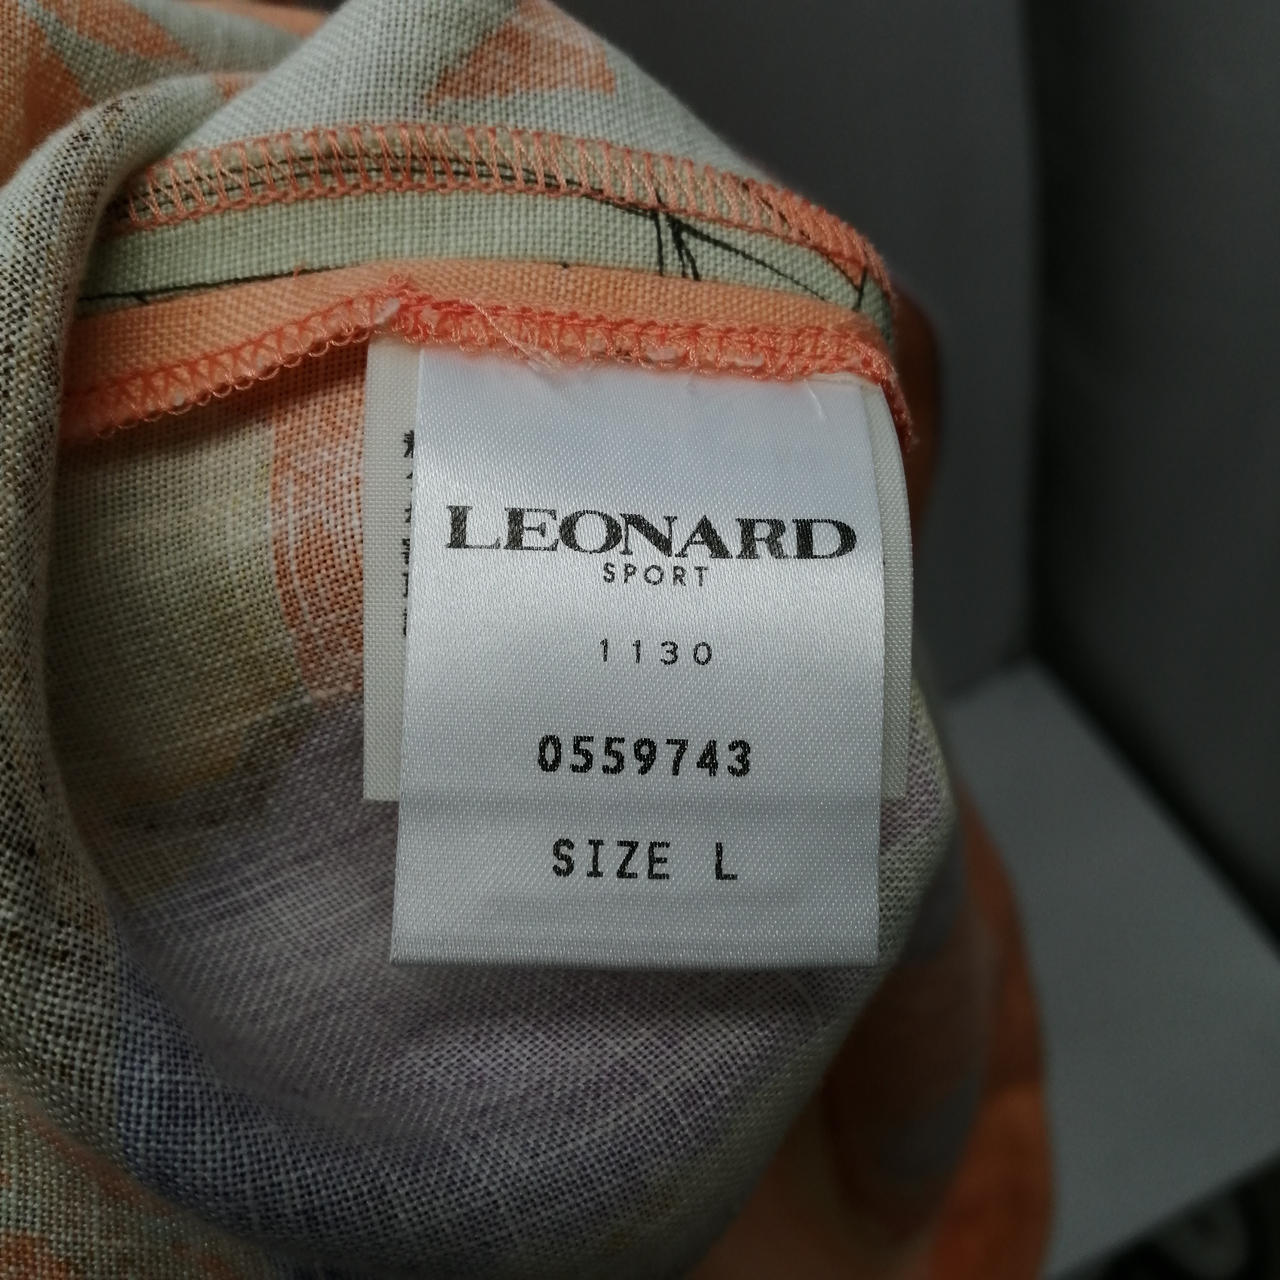 LEONARD
SPORT
1130
0559743
SIZE L